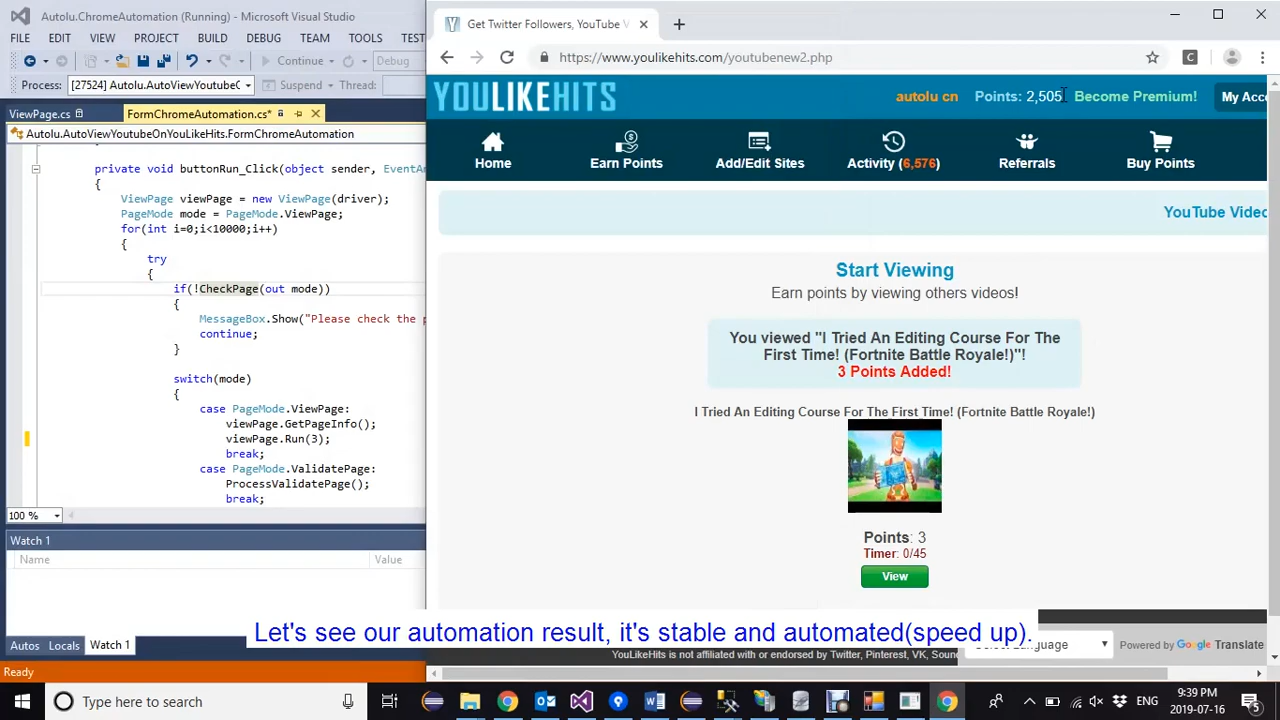 Autolu.ChromeAutomation (Running) - Microsoft Visual Studio
FILE EDIT VIEW PROJECT BUILD DEBUG TEAM TOOLS TEST
Continue
Process: [27524] Autolu.AutoViewYoutubeC Suspend Thread:
ViewPage.cs FormChromeAutomation.cs*
Autolu.AutoViewYoutubeOnYouLikeHits.FormChromeAutomation
private void buttonRun_Click(object sender, EventAr
{
ViewPage viewPage = new ViewPage(driver);
PageMode mode = PageMode.ViewPage;
for(int i=0;i<10000;i++)
{
try
{
if(!CheckPage(out mode))
{
MessageBox.Show("Please check the p
continue;
}
switch(mode)
{
case PageMode.ViewPage:
viewPage.GetPageInfo();
viewPage.Run(3);
break;
case PageMode.ValidatePage:
ProcessValidatePage();
break;
100 %
Watch 1
Name Value
Autos Locals Watch 1
Ready
Get Twitter Followers, YouTube V
https://www.youlikehits.com/youtubenew2.php
YOULIKEHITS
autolu cn Points: 2,505 Become Premium! My Acco
Home Earn Points Add/Edit Sites Activity (6,576) Referrals Buy Points
YouTube Video
Start Viewing
Earn points by viewing others videos!
You viewed "I Tried An Editing Course For The
First Time! (Fortnite Battle Royale!)"!
3 Points Added!
I Tried An Editing Course For The First Time! (Fortnite Battle Royale!)
Points: 3
Timer: 0/45
View
Let's see our automation result, it's stable and automated(speed up).
Select Language Powered by Google Translate
YouLikeHits is not affiliated with or endorsed by Twitter, Pinterest, VK, Soun
Type here to search
ENG
9:39 PM
2019-07-16
5